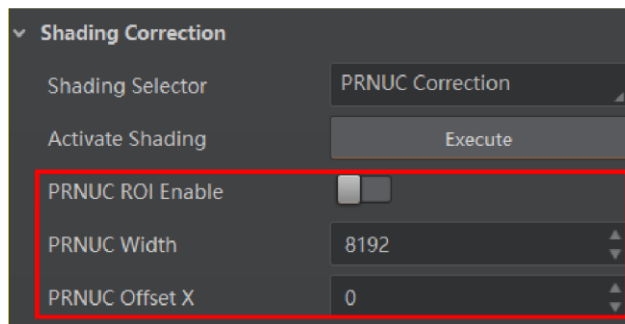 Shading Correction
Shading Selector PRNUC Correction
Activate Shading Execute
PRNUC ROI Enable
PRNUC Width 8192
PRNUC Offset X 0